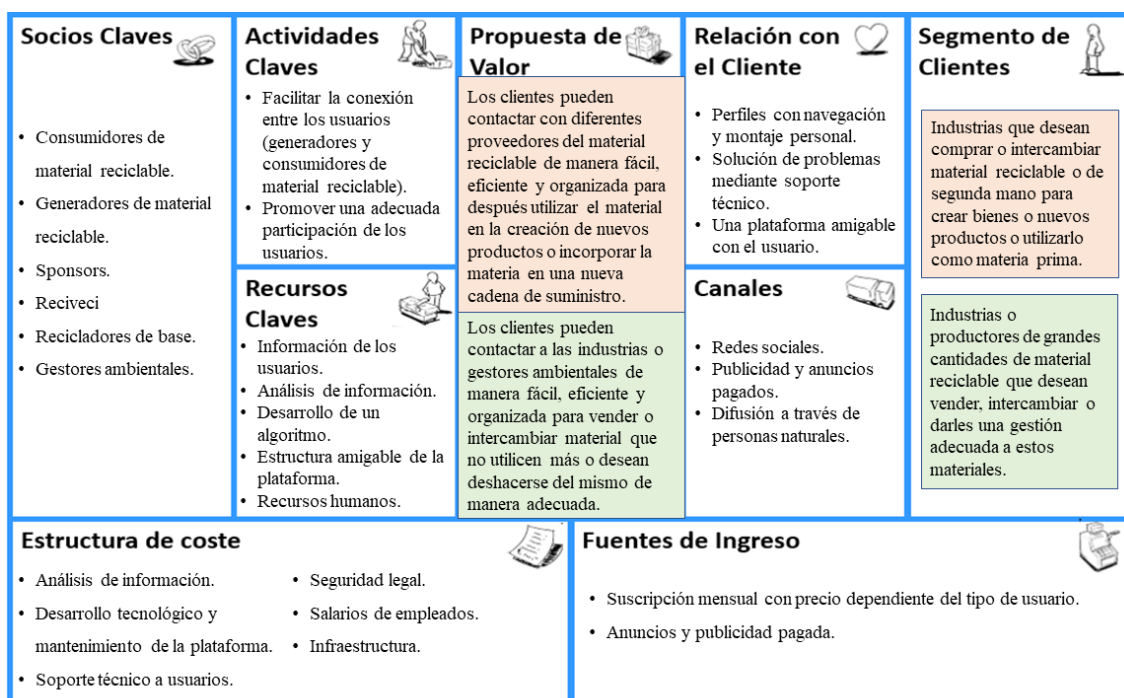 Socios Claves
• Consumidores de
material reciclable.
• Generadores de material
reciclable.
• Sponsors.
• Reciveci
• Recicladores de base.
• Gestores ambientales.
Actividades
Claves
• Facilitar la conexión
entre los usuarios
(generadores y
consumidores de
material reciclable).
• Promover una adecuada
participación de los
usuarios.
Recursos
Claves
• Información de los
usuarios.
• Análisis de información.
• Desarrollo de un
algoritmo.
• Estructura amigable de la
plataforma.
• Recursos humanos.
Propuesta de
Valor
Los clientes pueden
contactar con diferentes
proveedores del material
reciclable de manera fácil,
eficiente y organizada para
después utilizar el material
en la creación de nuevos
productos o incorporar la
materia en una nueva
cadena de suministro.
Los clientes pueden
contactar a las industrias o
gestores ambientales de
manera fácil, eficiente y
organizada para vender o
intercambiar material que
no utilicen más o desean
deshacerse del mismo de
manera adecuada.
Relación con
el Cliente
• Perfiles con navegación
y montaje personal.
• Solución de problemas
mediante soporte
técnico.
• Una plataforma amigable
con el usuario.
Canales
• Redes sociales.
• Publicidad y anuncios
pagados.
• Difusión a través de
personas naturales.
Segmento de
Clientes
Industrias que desean
comprar o intercambiar
material reciclable o de
segunda mano para
crear bienes o nuevos
productos o utilizarlo
como materia prima.
Industrias o
productores de grandes
cantidades de material
reciclable que desean
vender, intercambiar o
darles una gestión
adecuada a estos
materiales.
Estructura de coste
• Análisis de información.
• Desarrollo tecnológico y
mantenimiento de la plataforma.
• Soporte técnico a usuarios.
• Seguridad legal.
• Salarios de empleados.
• Infraestructura.
Fuentes de Ingreso
• Suscripción mensual con precio dependiente del tipo de usuario.
• Anuncios y publicidad pagada.